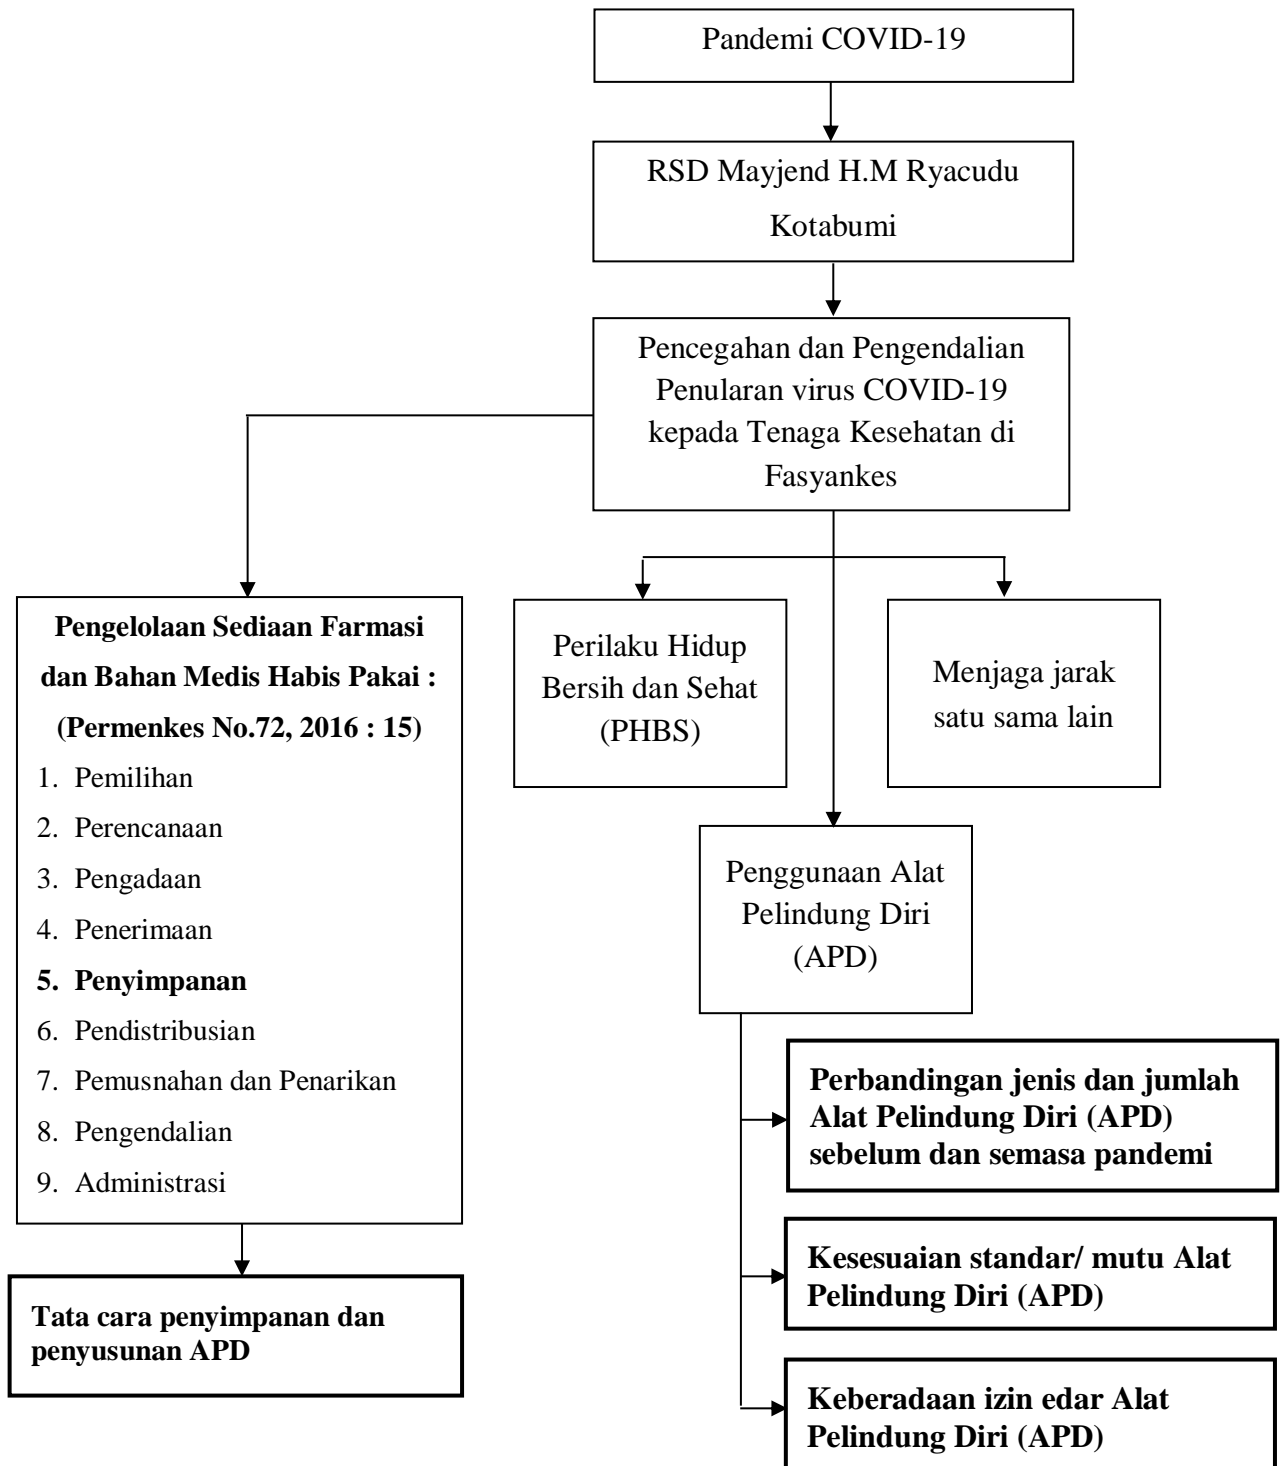 Pandemi COVID-19
RSD Mayjend H.M Ryacudu
Kotabumi
Pencegahan dan Pengendalian
Penularan virus COVID-19
kepada Tenaga Kesehatan di
Fasyankes
Pengelolaan Sediaan Farmasi
dan Bahan Medis Habis Pakai :
(Permenkes No.72, 2016 : 15)
1. Pemilihan
2. Perencanaan
3. Pengadaan
4. Penerimaan
5. Penyimpanan
6. Pendistribusian
7. Pemusnahan dan Penarikan
8. Pengendalian
9. Administrasi
Tata cara penyimpanan dan
penyusunan APD
Perilaku Hidup
Bersih dan Sehat
(PHBS)
Menjaga jarak
satu sama lain
Penggunaan Alat
Pelindung Diri
(APD)
Perbandingan jenis dan jumlah
Alat Pelindung Diri (APD)
sebelum dan semasa pandemi
Kesesuaian standar/ mutu Alat
Pelindung Diri (APD)
Keberadaan izin edar Alat
Pelindung Diri (APD)